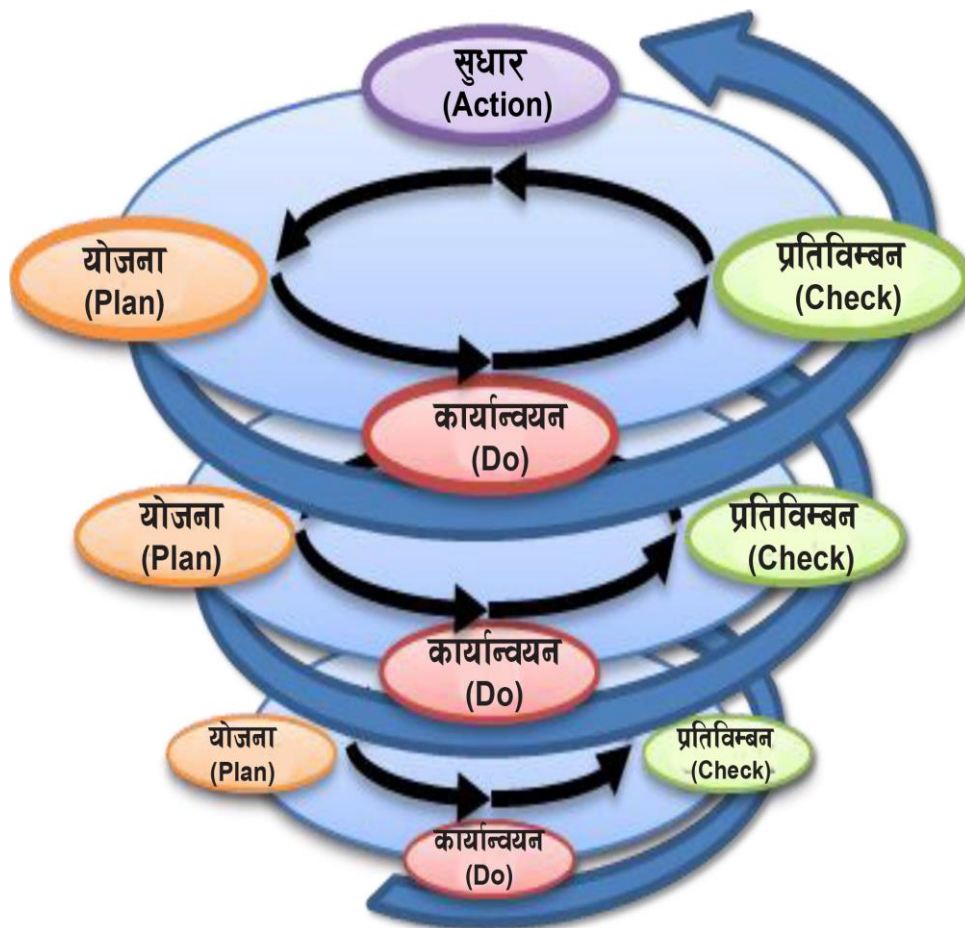 सुधार
(Action)
योजना
(Plan)
प्रतिविम्बन
(Check)
कार्यान्वयन
(Do)
योजना
(Plan)
प्रतिविम्बन
(Check)
कार्यान्वयन
(Do)
योजना
(Plan)
प्रतिविम्बन
(Check)
कार्यान्वयन
(Do)